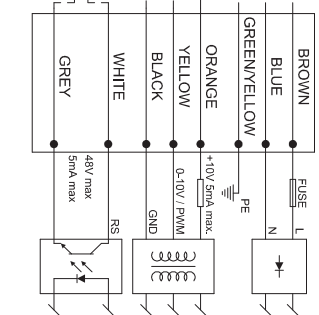 GREY
WHITE
BLACK
YELLOW
ORANGE
GREEN/YELLOW
BLUE
BROWN
48V max
5mA max
RS
GND
0-10V / PWM
+10V 5mA max.
PE
N
L
FUSE